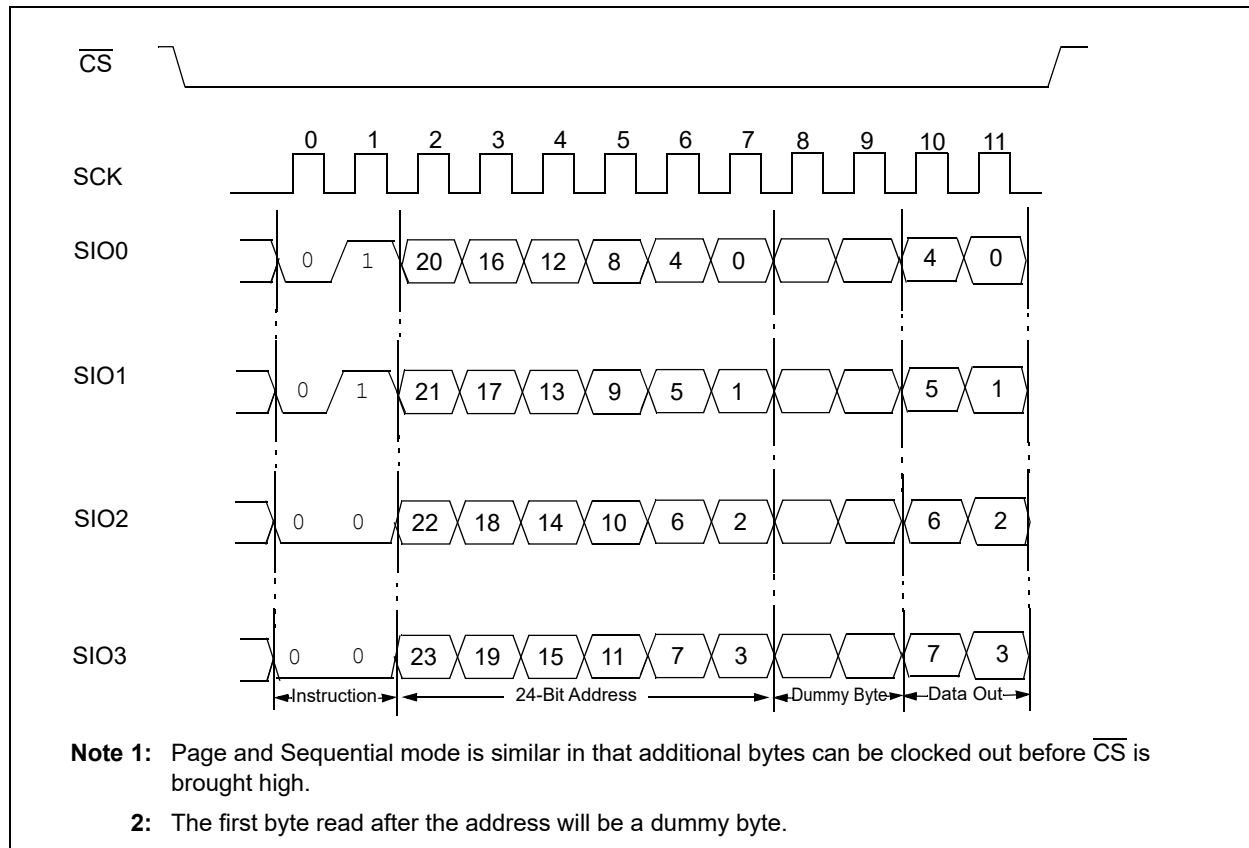 CS
0 1 2 3 4 5 6 7 8 9 10 11
SCK
SIO0 0 1 20 16 12 8 4 0 4 0
SIO1 0 1 21 17 13 9 5 1 5 1
SIO2 0 0 22 18 14 10 6 2 6 2
SIO3 0 0 23 19 15 11 7 3 7 3
Instruction 24-Bit Address Dummy Byte Data Out
Note 1: Page and Sequential mode is similar in that additional bytes can be clocked out before CS is
brought high.
2: The first byte read after the address will be a dummy byte.